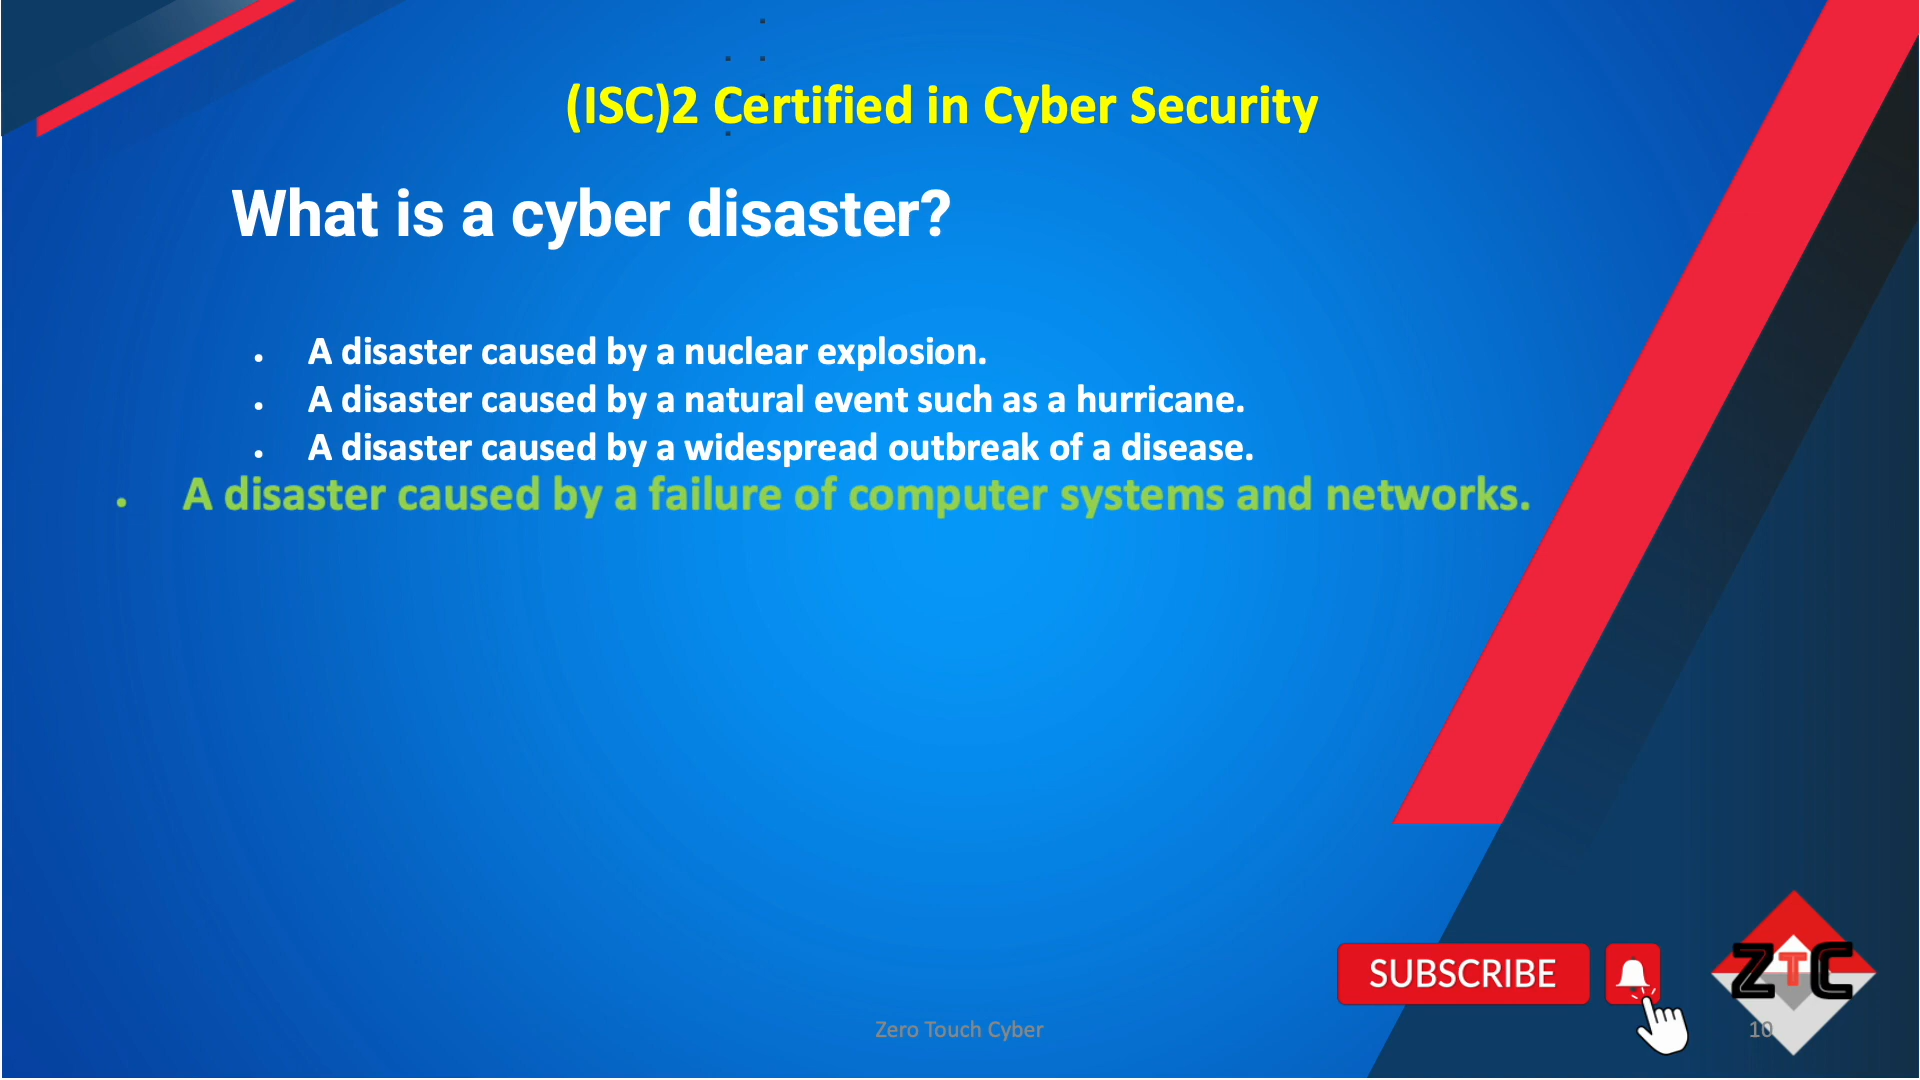 (ISC)2 Certified in Cyber Security
What is a cyber disaster?
• A disaster caused by a nuclear explosion.
• A disaster caused by a natural event such as a hurricane.
• A disaster caused by a widespread outbreak of a disease.
• A disaster caused by a failure of computer systems and networks.
SUBSCRIBE
ZTC
Zero Touch Cyber
10